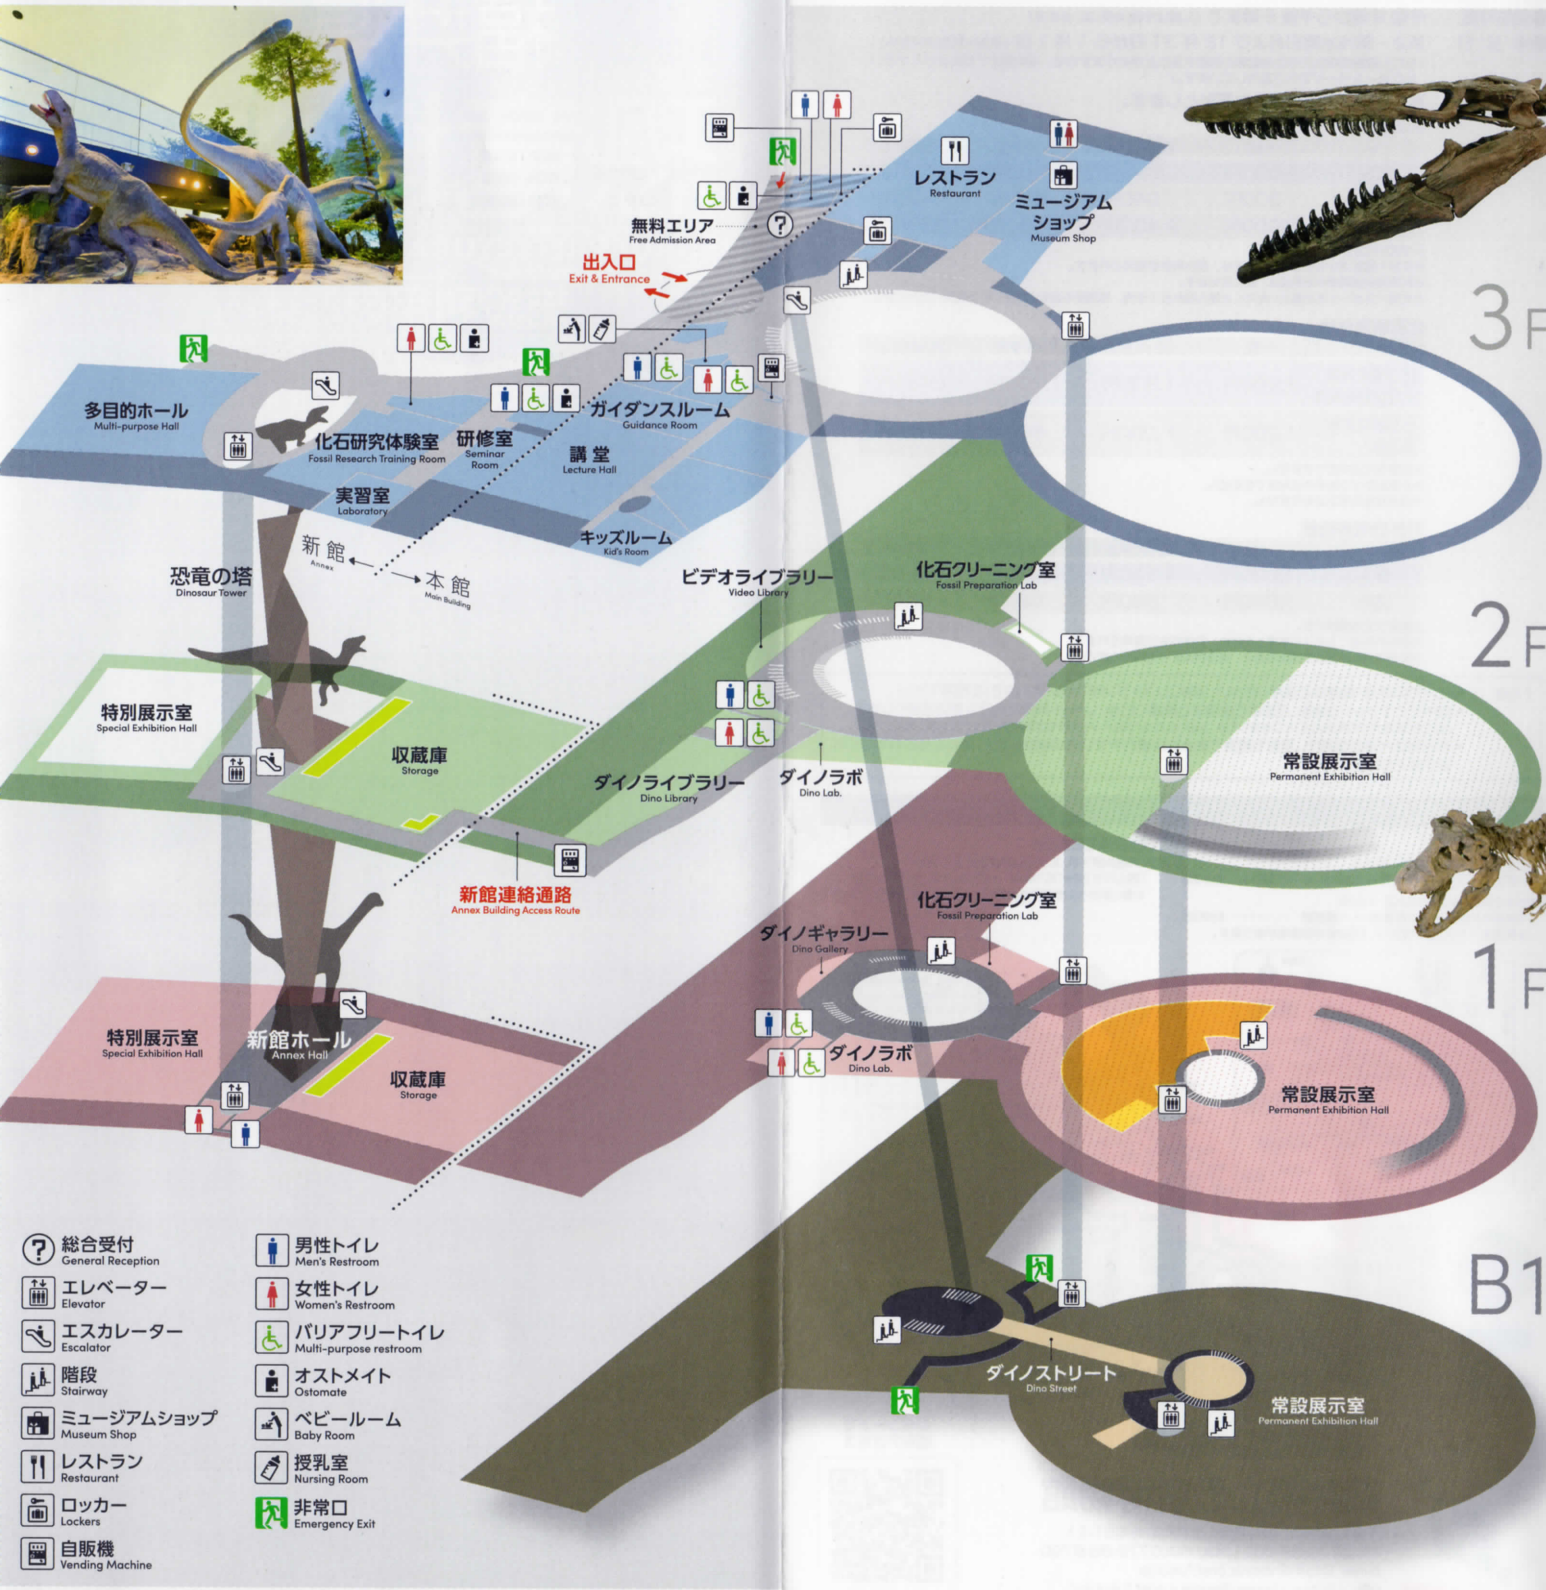 レストラン
Restaurant
ミュージアム
ショップ
Museum Shop
無料エリア
Free Admission Area
?
出入口
Exit & Entrance
3F
多目的ホール
Multi-purpose Hall
化石研究体験室
Fossil Research Training Room
研修室
Seminar
Room
ガイダンスルーム
Guidance Room
講堂
Lecture Hall
実習室
Laboratory
キッズルーム
Kid's Room
新館
Annex
本館
Main Building
恐竜の塔
Dinosaur Tower
2F
ビデオライブラリー
Video Library
化石クリーニング室
Fossil Preparation Lab
特別展示室
Special Exhibition Hall
収蔵庫
Storage
ダイノライブラリー
Dino Library
ダイノラボ
Dino Lab.
常設展示室
Permanent Exhibition Hall
新館連絡通路
Annex Building Access Route
1F
化石クリーニング室
Fossil Preparation Lab
ダイノギャラリー
Dino Gallery
特別展示室
Special Exhibition Hall
新館ホール
Annex Hall
収蔵庫
Storage
ダイノラボ
Dino Lab.
常設展示室
Permanent Exhibition Hall
B1
ダイノストリート
Dino Street
常設展示室
Permanent Exhibition Hall
? 総合受付
General Reception
エレベーター
Elevator
エスカレーター
Escalator
階段
Stairway
ミュージアムショップ
Museum Shop
レストラン
Restaurant
ロッカー
Lockers
自販機
Vending Machine
男性トイレ
Men's Restroom
女性トイレ
Women's Restroom
バリアフリートイレ
Multi-purpose restroom
オストメイト
Ostomate
ベビールーム
Baby Room
授乳室
Nursing Room
非常口
Emergency Exit